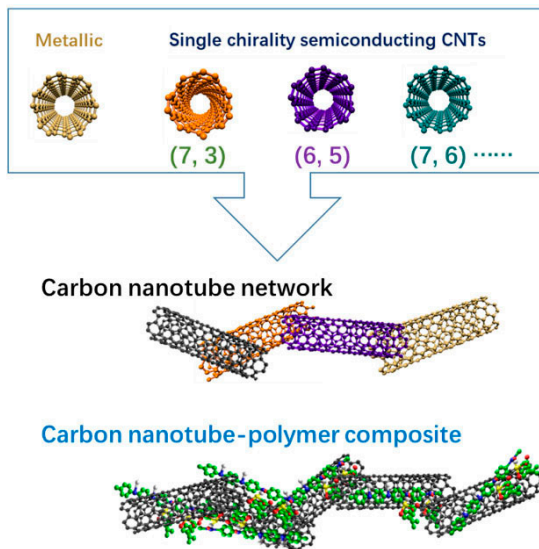 Metallic Single chirality semiconducting CNTs
(7, 3) (6, 5) (7, 6) ······
Carbon nanotube network
Carbon nanotube-polymer composite